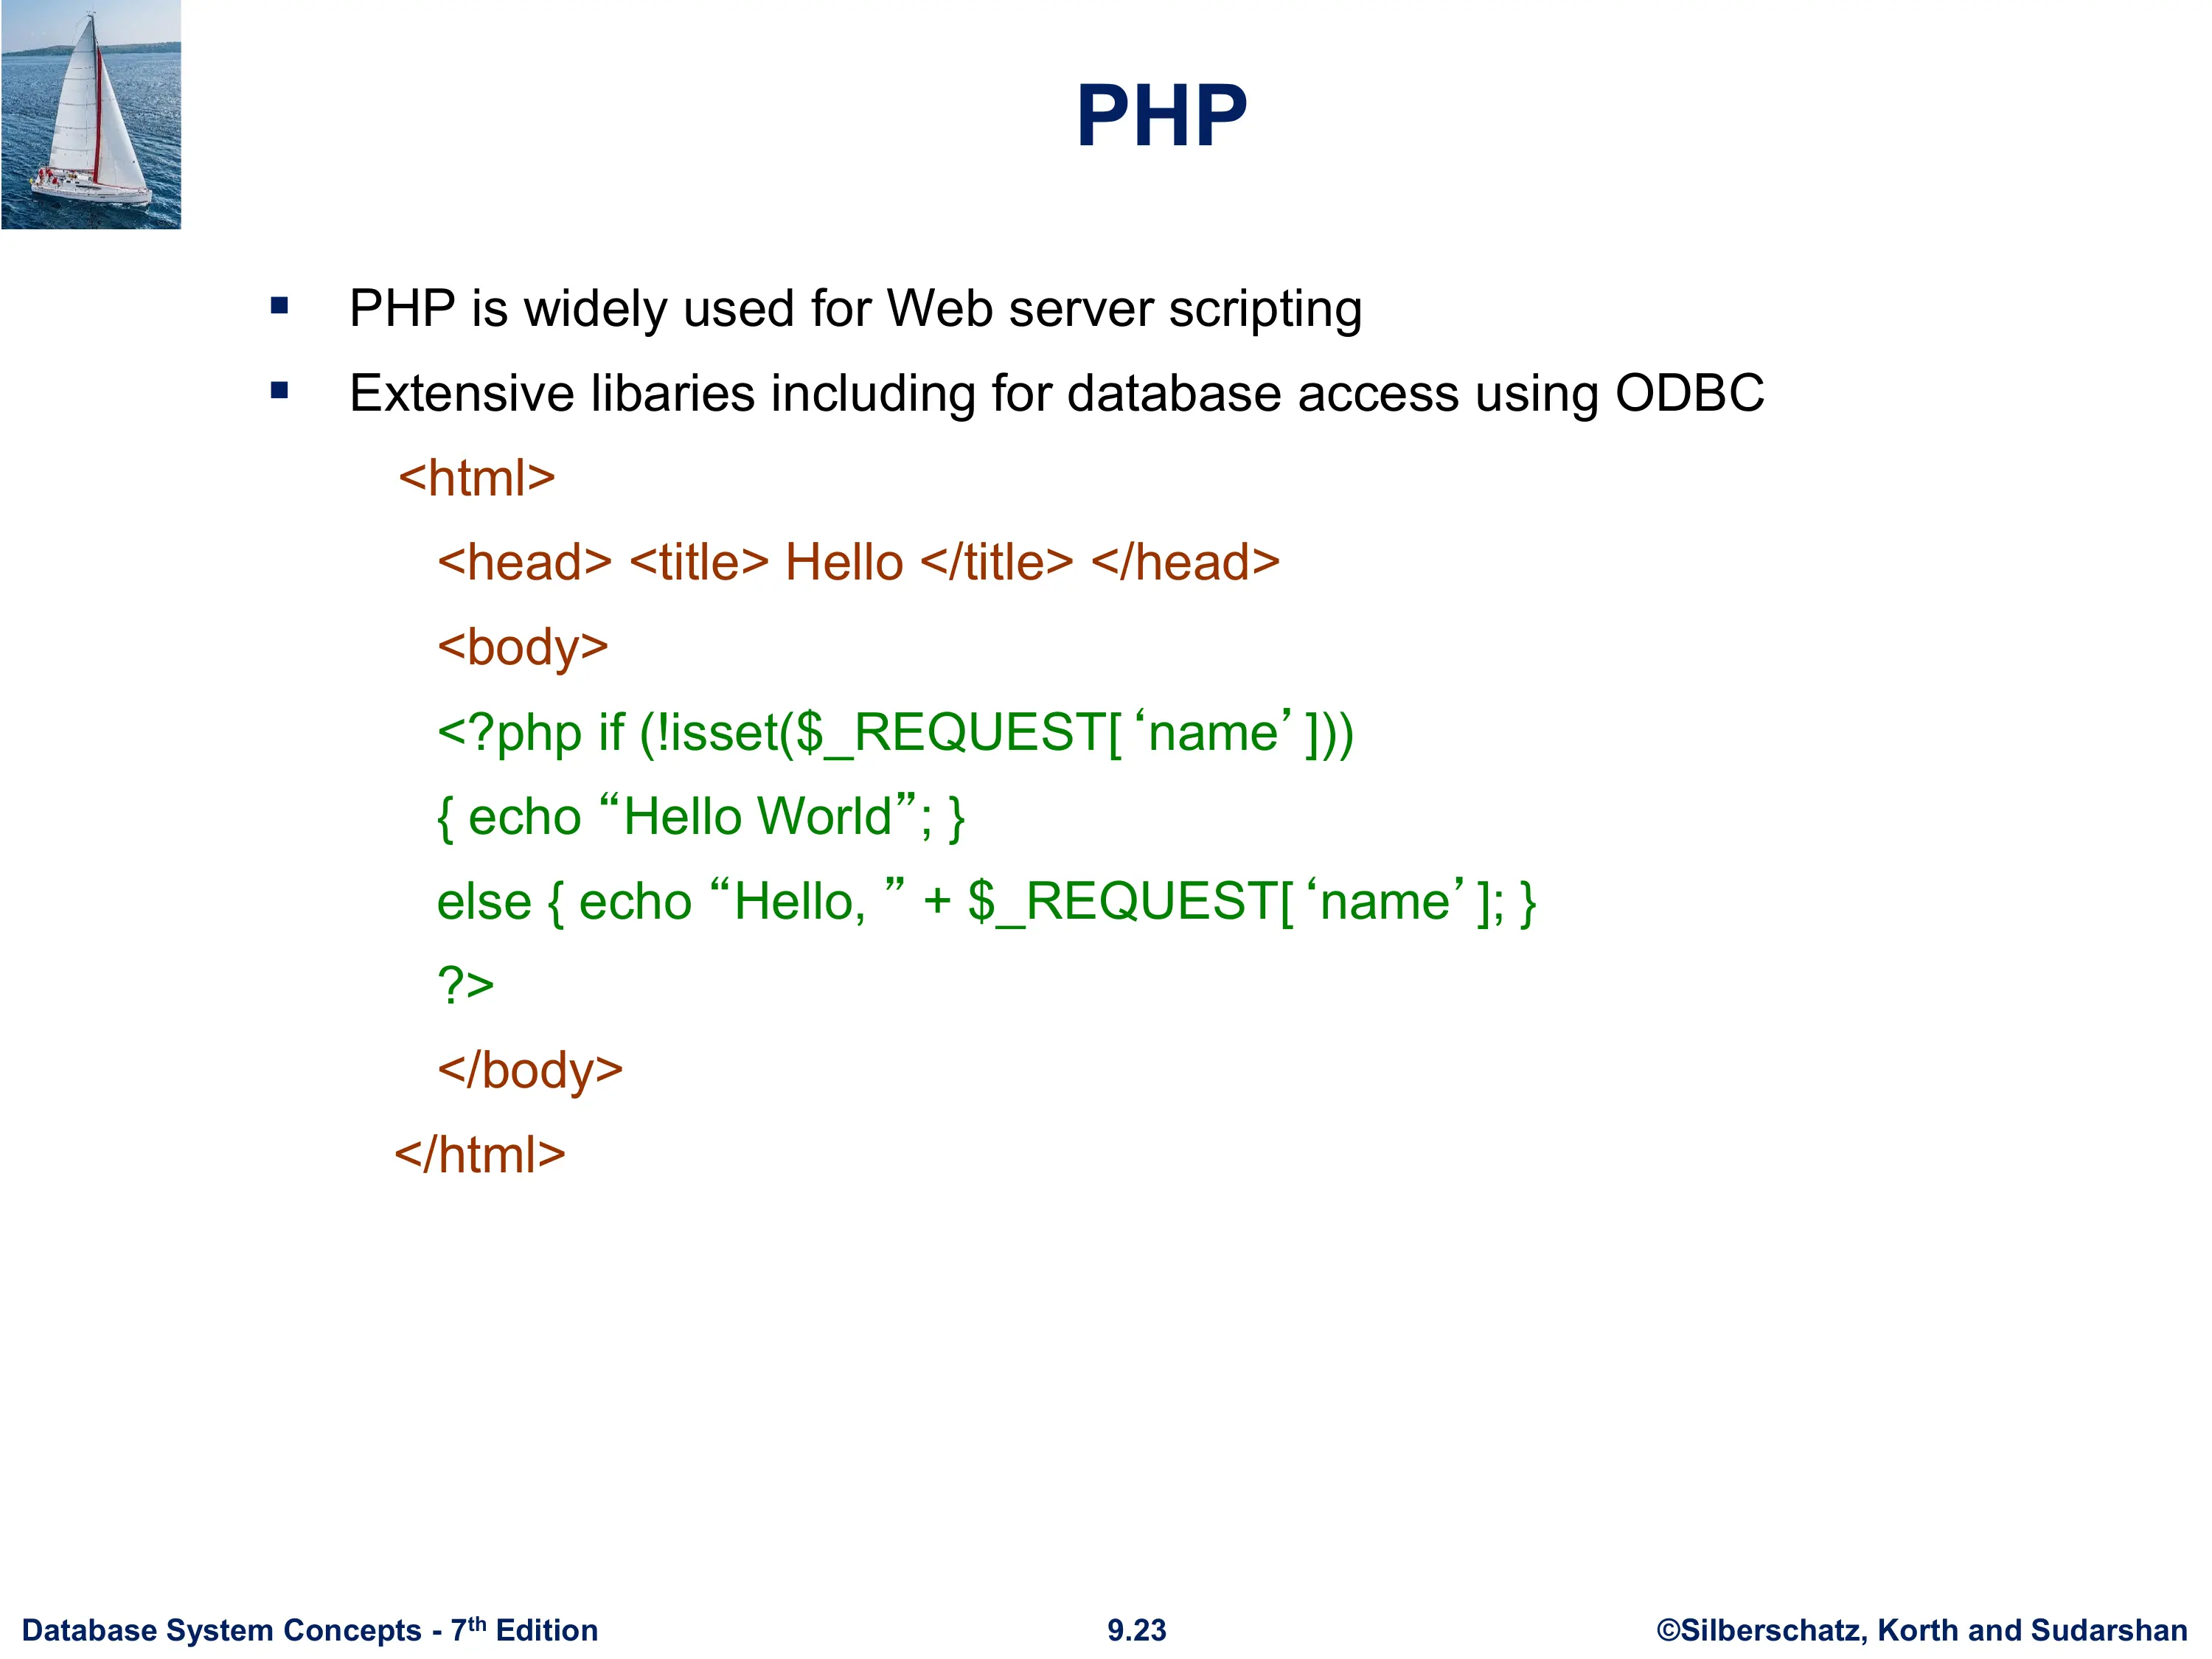 PHP
▪ PHP is widely used for Web server scripting
▪ Extensive libaries including for database access using ODBC
<html>
<head> <title> Hello </title> </head>
<body>
<?php if (!isset($_REQUEST[‘name’]))
{ echo “Hello World”; }
else { echo “Hello, ” + $_REQUEST[‘name’]; }
?>
</body>
</html>
Database System Concepts - 7th Edition
9.23
©Silberschatz, Korth and Sudarshan